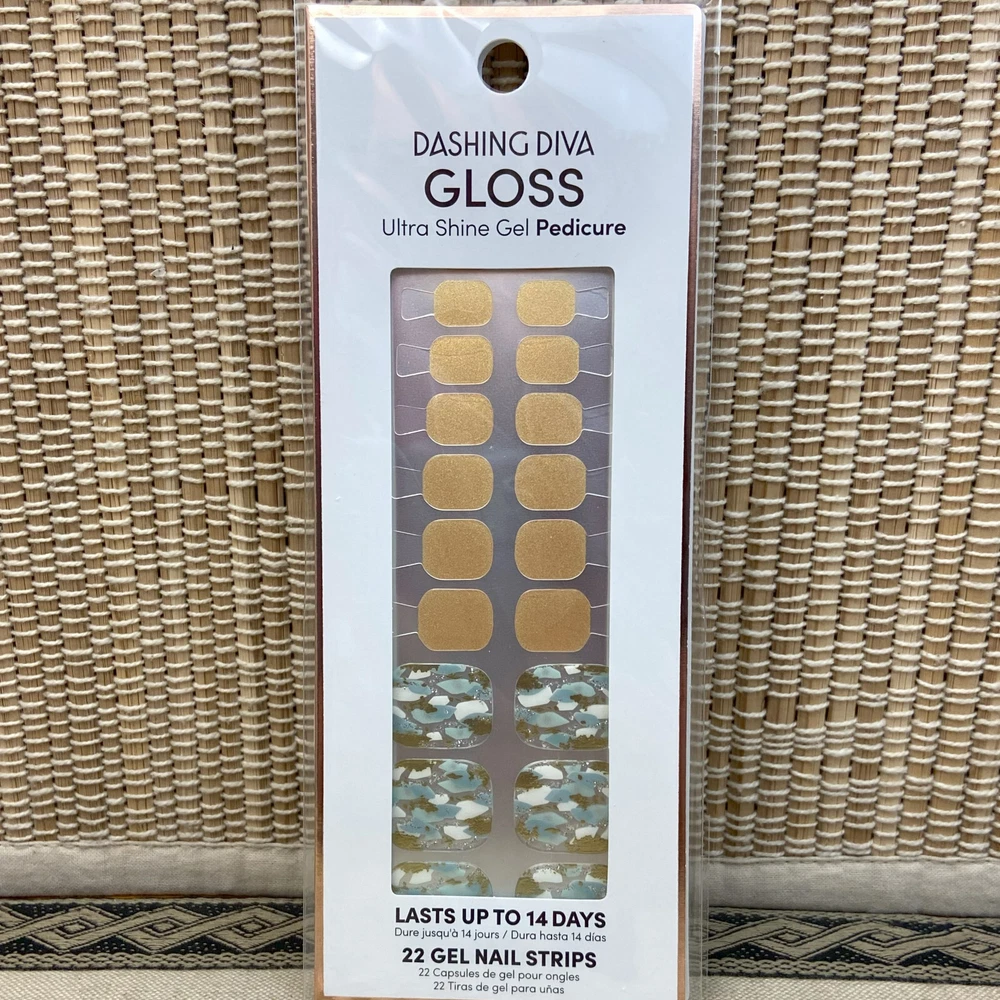 DASHING DIVA
GLOSS
Ultra Shine Gel Pedicure
LASTS UP TO 14 DAYS
Dure jusqu'à 14 jours / Dura hasta 14 días
22 GEL NAIL STRIPS
22 Capsules de gel pour ongles
22 Tiras de gel para uñas